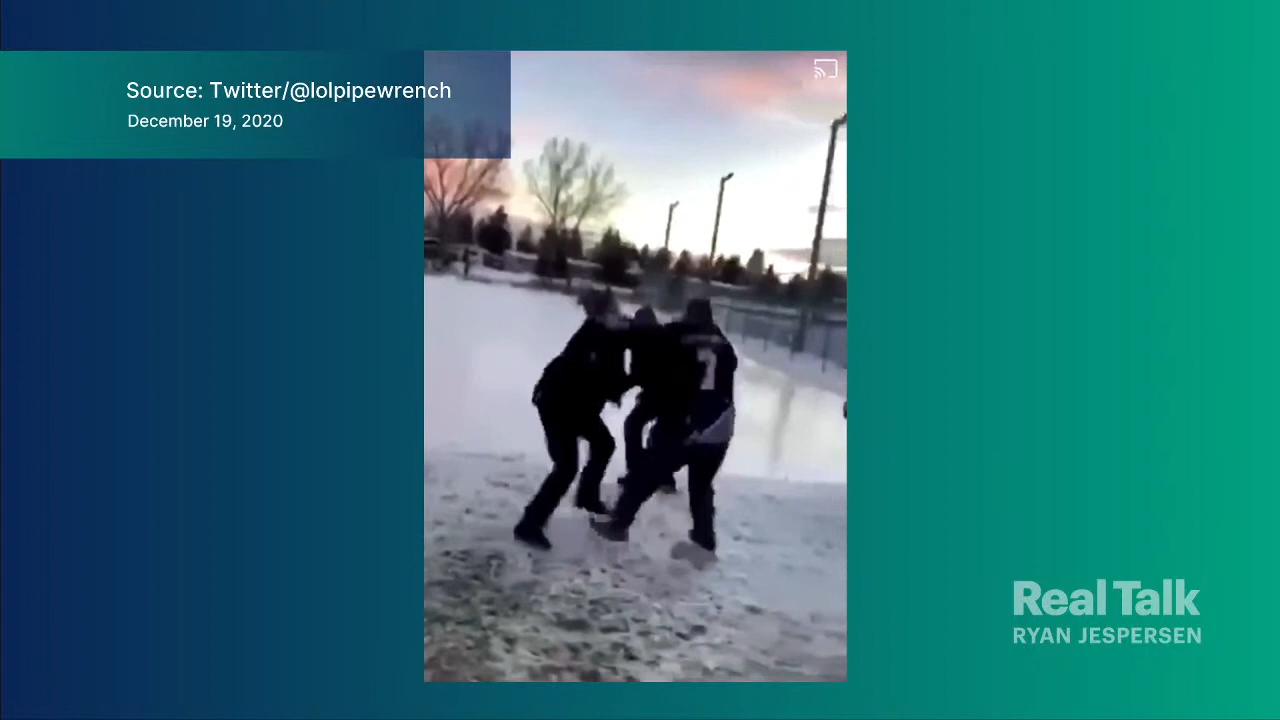 Source: Twitter/@lolpipewrench
December 19, 2020
Real Talk
RYAN JESPERSEN